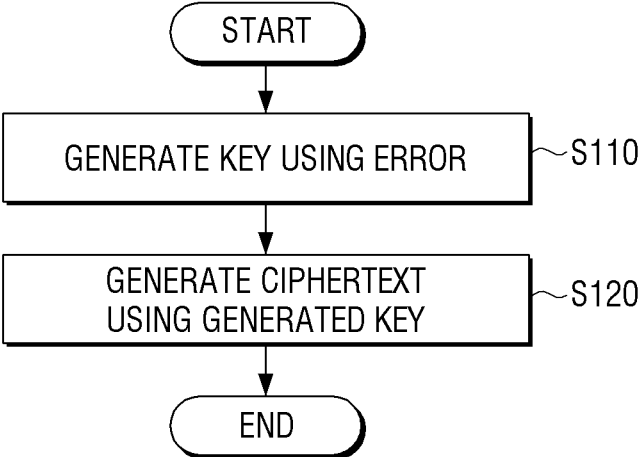 START
GENERATE KEY USING ERROR
S110
GENERATE CIPHERTEXT
USING GENERATED KEY
S120
END